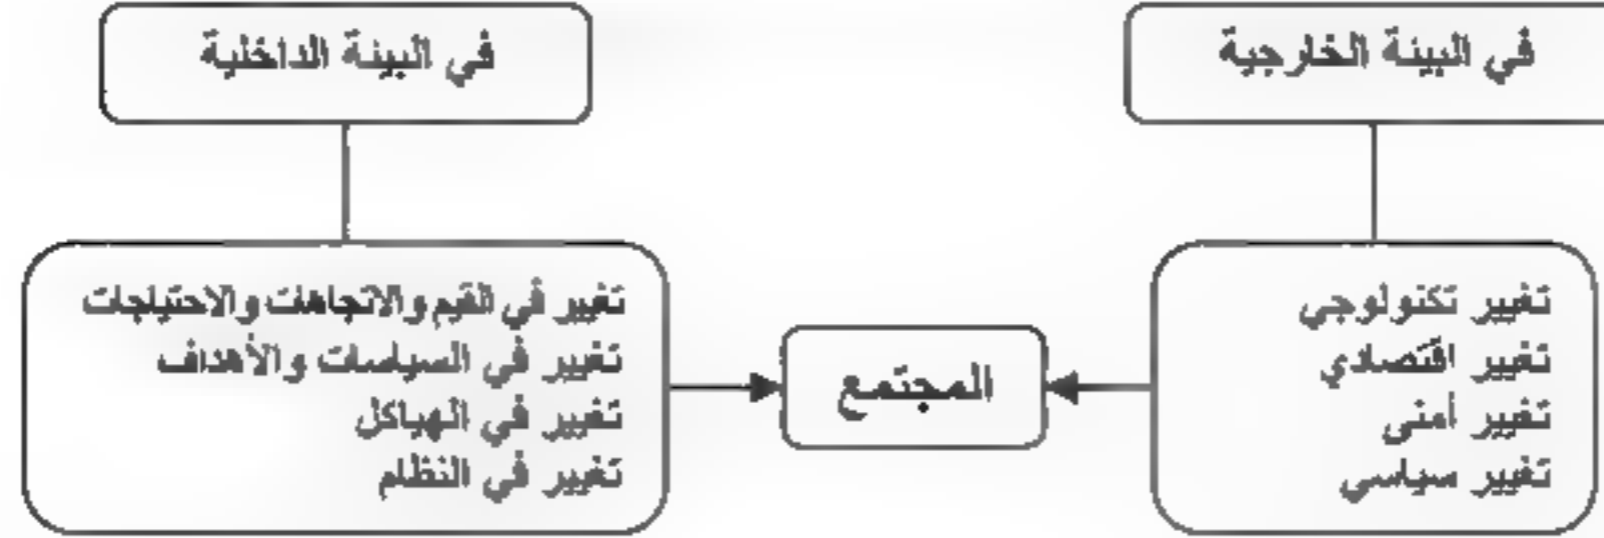 في البيئة الخارجية
في البيئة الداخلية
تغيير تكنولوجي
تغيير اقتصادي
تغيير أمنى
تغيير سياسي
المجتمع
تغيير في القيم والاتجاهات والاحتياجات
تغيير في السياسات والأهداف
تغيير في الهياكل
تغيير في النظام